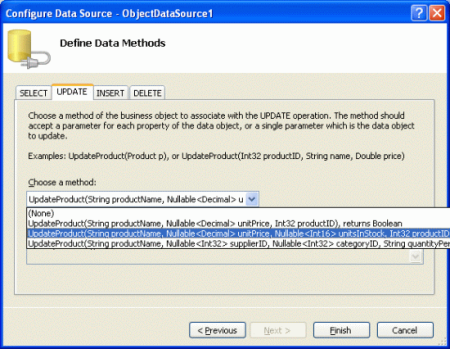 Configure Data Source - ObjectDataSource1
Define Data Methods
SELECT UPDATE INSERT DELETE
Choose a method of the business object to associate with the UPDATE operation. The method should
accept a parameter for each property of the data object, or a single parameter which is the data object
to update.
Examples: UpdateProduct(Product p), or UpdateProduct(Int32 productID, String name, Double price)
Choose a method:
UpdateProduct(String productName, Nullable<Decimal> u
(None)
UpdateProduct(String productName, Nullable<Decimal> unitPrice, Int32 productID), returns Boolean
UpdateProduct(String productName, Nullable<Decimal> unitPrice, Nullable<Int16> unitsInStock, Int32 productID
UpdateProduct(String productName, Nullable<Int32> supplierID, Nullable<Int32> categoryID, String quantityPer
< Previous Next > Finish Cancel